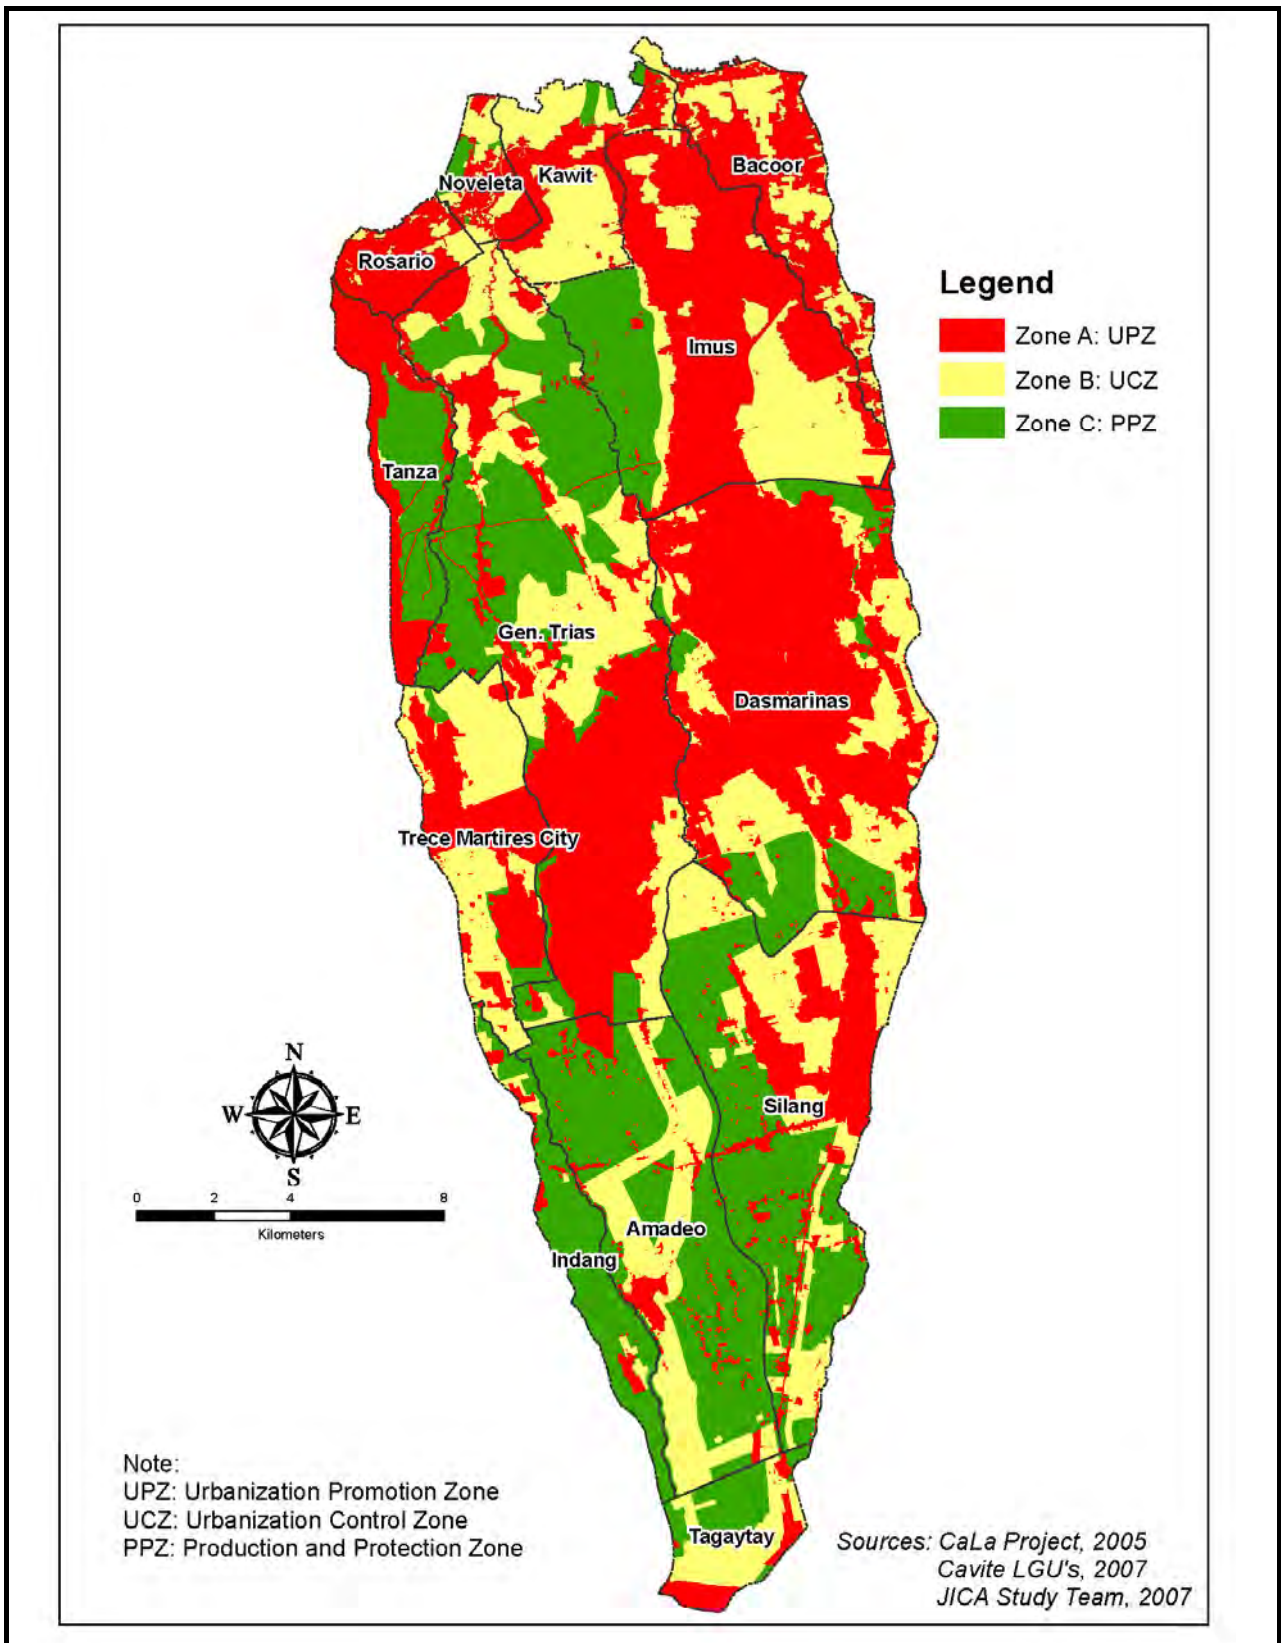 Bacoor
Kawit
Noveleta
Rosario
Legend
Zone A: UPZ
Zone B: UCZ
Zone C: PPZ
Imus
Tanza
Gen. Trias
Dasmarinas
Trece Martires City
N
W
E
S
Silang
0 2 4 8
Kilometers
Amadeo
Indang
Note:
UPZ: Urbanization Promotion Zone
UCZ: Urbanization Control Zone
PPZ: Production and Protection Zone
Tagaytay
Sources: CaLa Project, 2005
Cavite LGU's, 2007
JICA Study Team, 2007